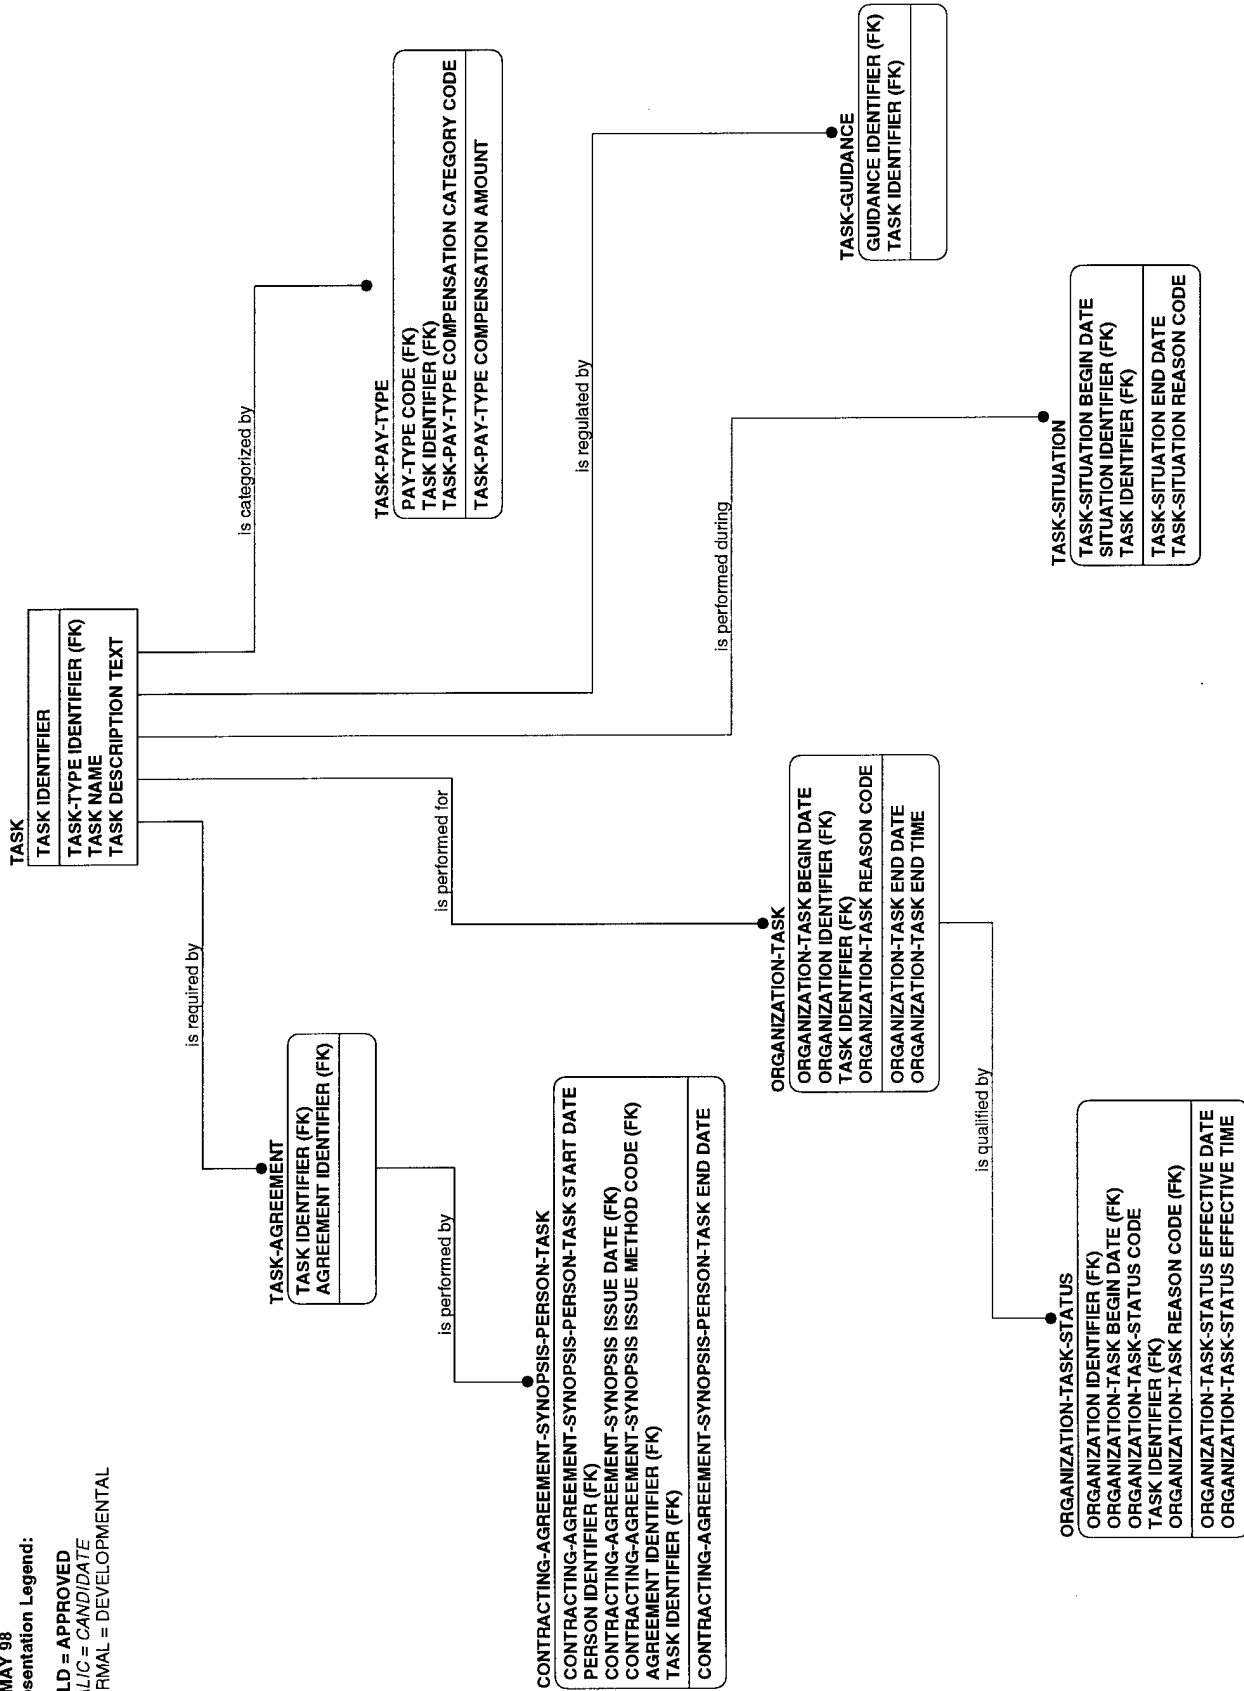 MAY 98
esentation Legend:
LD = APPROVED
ALIC = CANDIDATE
RMAL = DEVELOPMENTAL
TASK
TASK IDENTIFIER
TASK-TYPE IDENTIFIER (FK)
TASK NAME
TASK DESCRIPTION TEXT
is required by
is categorized by
TASK-AGREEMENT
TASK IDENTIFIER (FK)
AGREEMENT IDENTIFIER (FK)
TASK-PAY-TYPE
PAY-TYPE CODE (FK)
TASK IDENTIFIER (FK)
TASK-PAY-TYPE COMPENSATION CATEGORY CODE
TASK-PAY-TYPE COMPENSATION AMOUNT
is performed by
is performed for
is regulated by
CONTRACTING-AGREEMENT-SYNOPSIS-PERSON-TASK
CONTRACTING-AGREEMENT-SYNOPSIS-PERSON-TASK START DATE
PERSON IDENTIFIER (FK)
CONTRACTING-AGREEMENT-SYNOPSIS ISSUE DATE (FK)
CONTRACTING-AGREEMENT-SYNOPSIS ISSUE METHOD CODE (FK)
AGREEMENT IDENTIFIER (FK)
TASK IDENTIFIER (FK)
CONTRACTING-AGREEMENT-SYNOPSIS-PERSON-TASK END DATE
is performed during
ORGANIZATION-TASK
ORGANIZATION-TASK BEGIN DATE
ORGANIZATION IDENTIFIER (FK)
TASK IDENTIFIER (FK)
ORGANIZATION-TASK REASON CODE
ORGANIZATION-TASK END DATE
ORGANIZATION-TASK END TIME
TASK-GUIDANCE
GUIDANCE IDENTIFIER (FK)
TASK IDENTIFIER (FK)
is qualified by
TASK-SITUATION
TASK-SITUATION BEGIN DATE
SITUATION IDENTIFIER (FK)
TASK IDENTIFIER (FK)
TASK-SITUATION END DATE
TASK-SITUATION REASON CODE
ORGANIZATION-TASK-STATUS
ORGANIZATION IDENTIFIER (FK)
ORGANIZATION-TASK BEGIN DATE (FK)
ORGANIZATION-TASK-STATUS CODE
TASK IDENTIFIER (FK)
ORGANIZATION-TASK REASON CODE (FK)
ORGANIZATION-TASK-STATUS EFFECTIVE DATE
ORGANIZATION-TASK-STATUS EFFECTIVE TIME